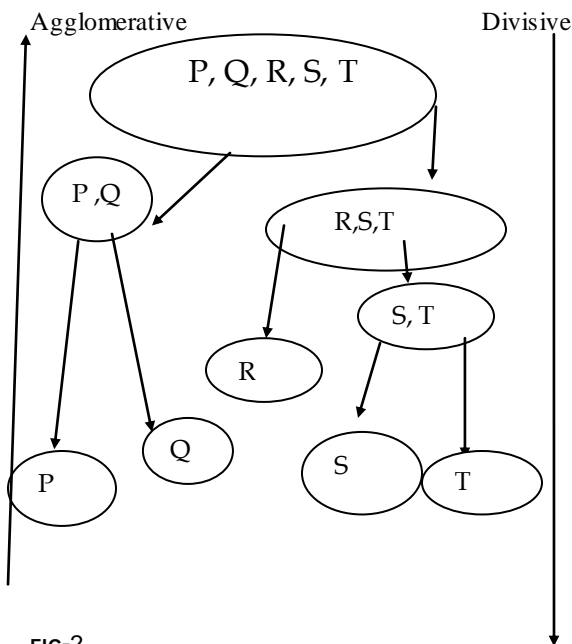 Agglomerative Divisive
P, Q, R, S, T
P ,Q
R,S,T
S, T
R
Q
S
P
T
FIG-2